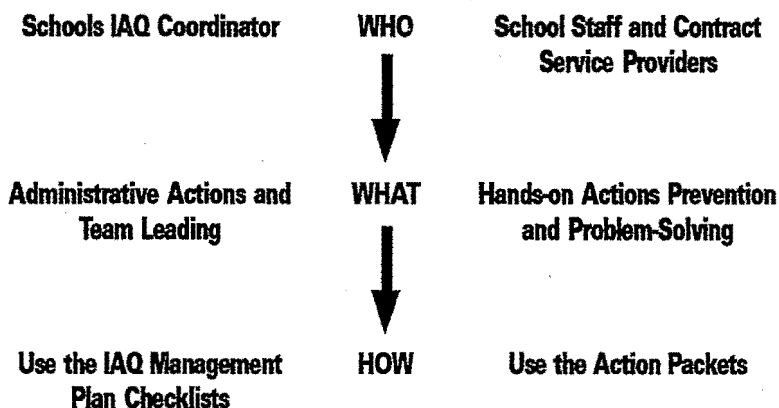 Schools IAQ Coordinator
WHO
School Staff and Contract
Service Providers
Administrative Actions and
Team Leading
WHAT
Hands-on Actions Prevention
and Problem-Solving
Use the IAQ Management
Plan Checklists
HOW
Use the Action Packets